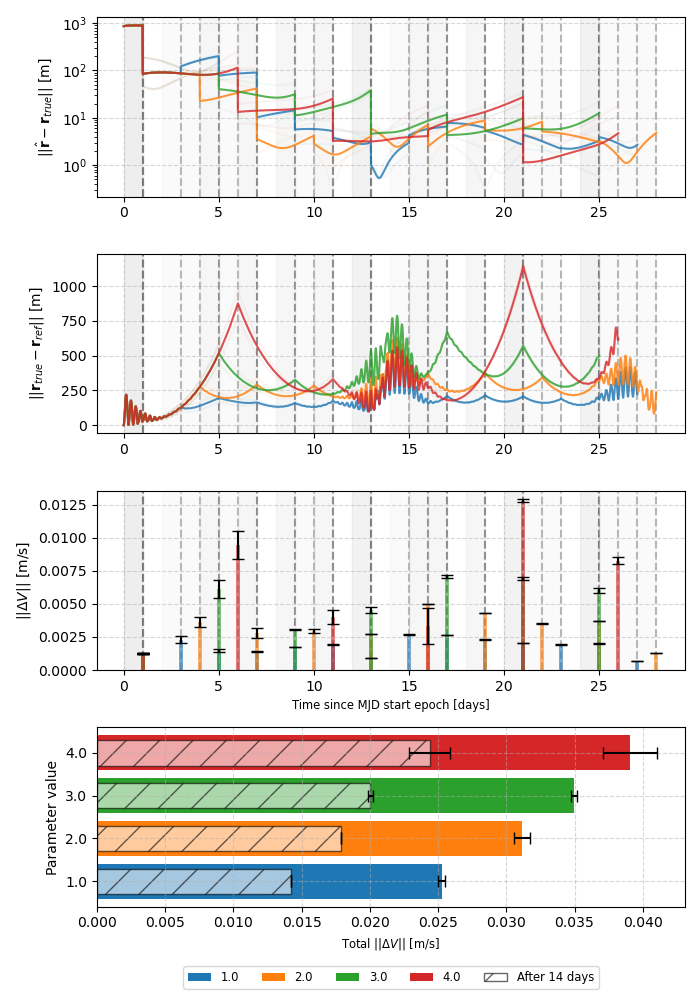 ||r̂ − r_true|| [m]
10³
10²
10¹
10⁰
0 5 10 15 20 25
||r_true − r_ref|| [m]
1000
750
500
250
0
0 5 10 15 20 25
||ΔV|| [m/s]
0.0125
0.0100
0.0075
0.0050
0.0025
0.0000
0 5 10 15 20 25
Time since MJD start epoch [days]
Parameter value
4.0
3.0
2.0
1.0
0.000 0.005 0.010 0.015 0.020 0.025 0.030 0.035 0.040
Total ||ΔV|| [m/s]
1.0 2.0 3.0 4.0 After 14 days